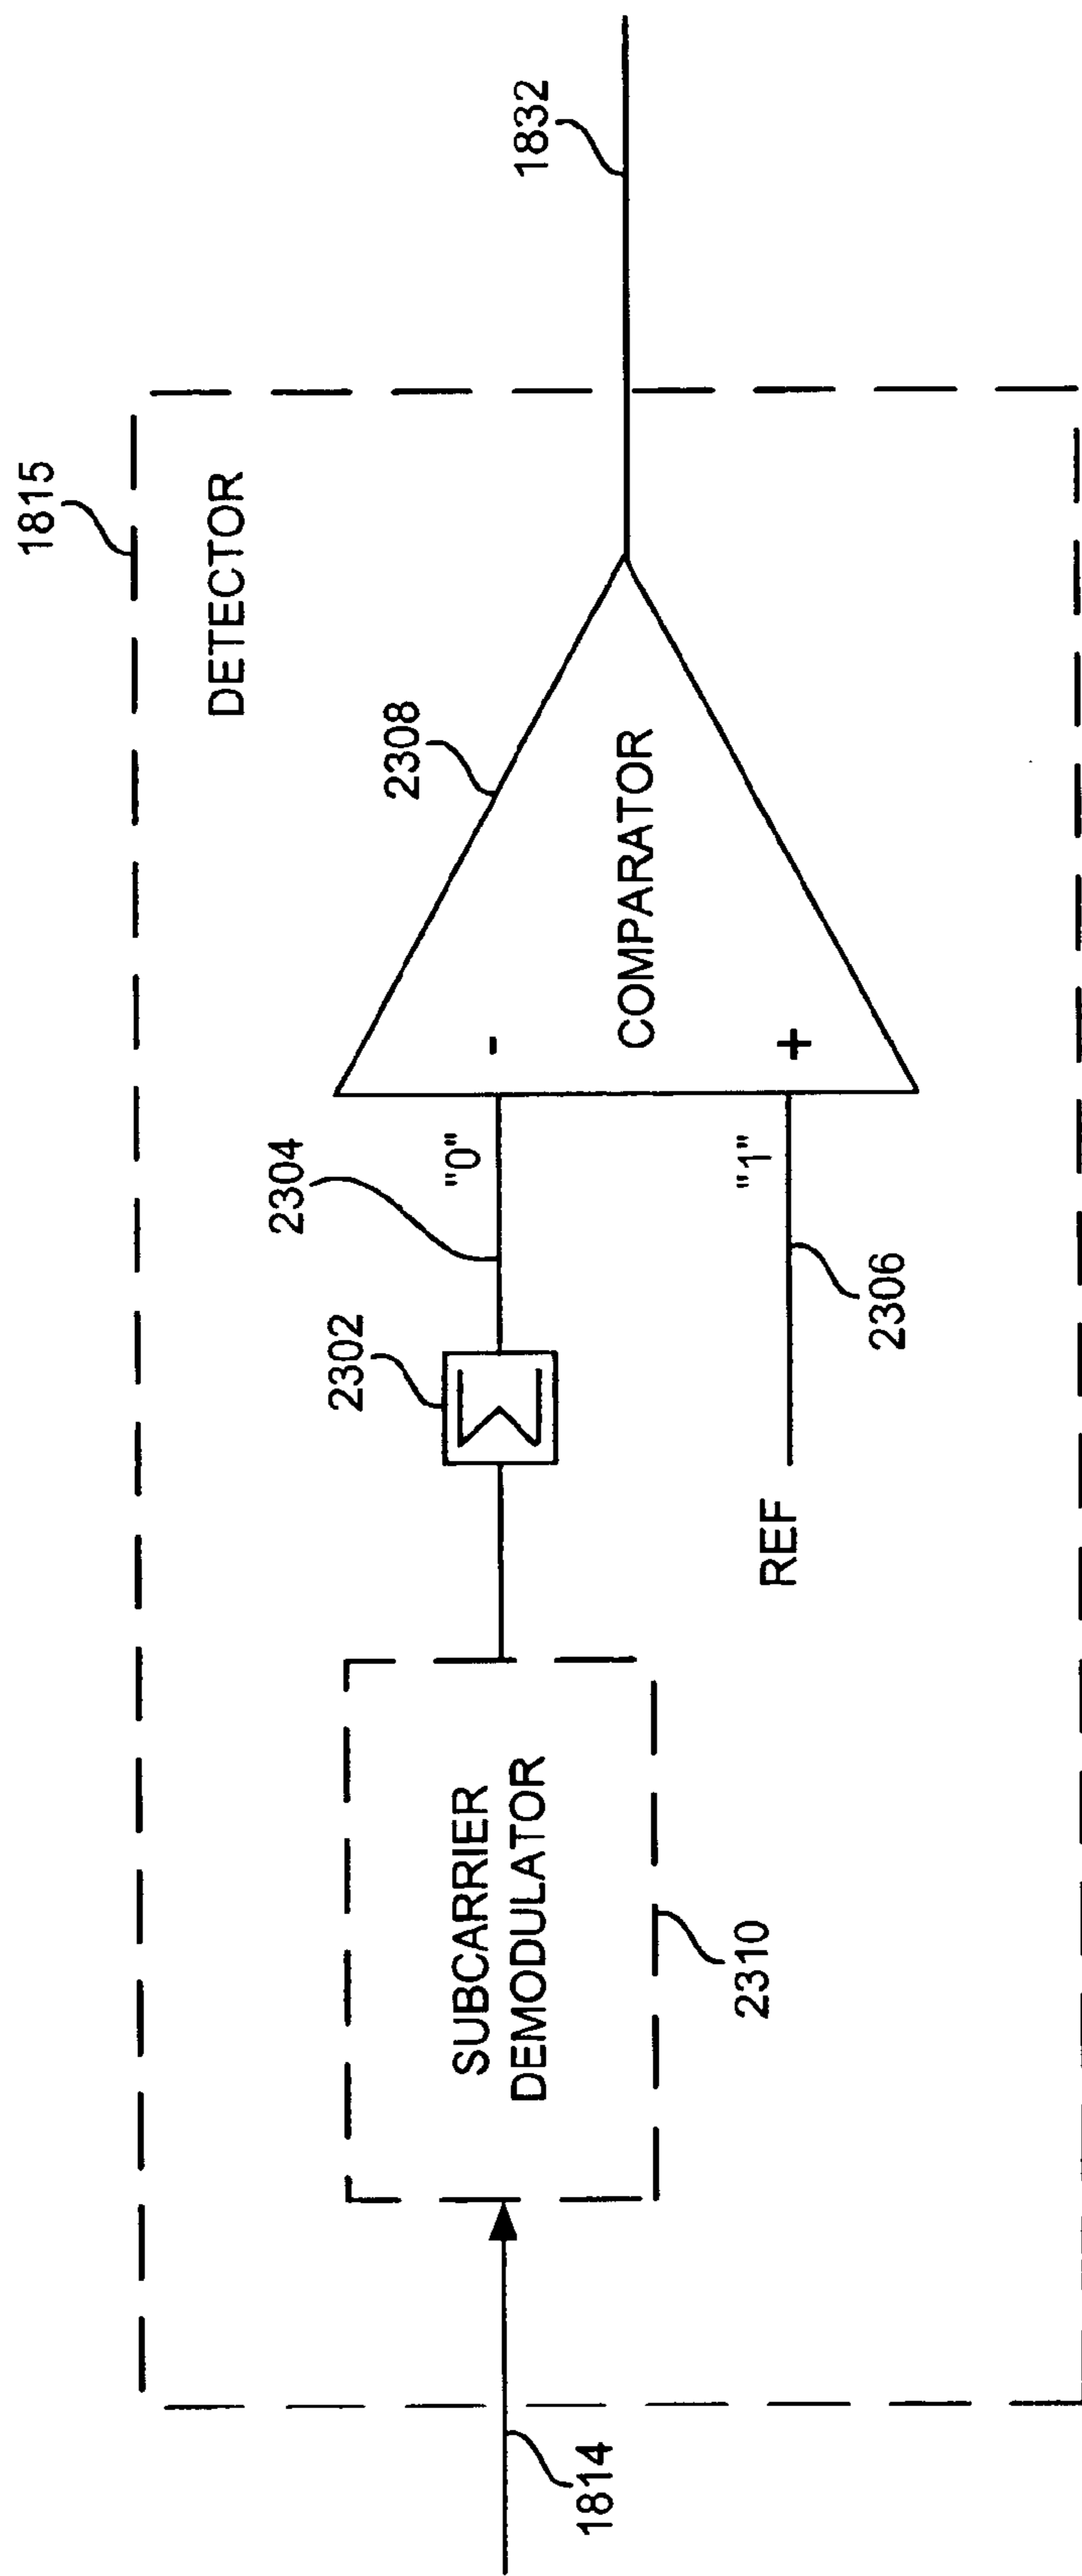 1815
DETECTOR
1832
2308
COMPARATOR
-
+
2304
"0"
"1"
2302
2306
REF
SUBCARRIER
DEMODULATOR
2310
1814
Σ